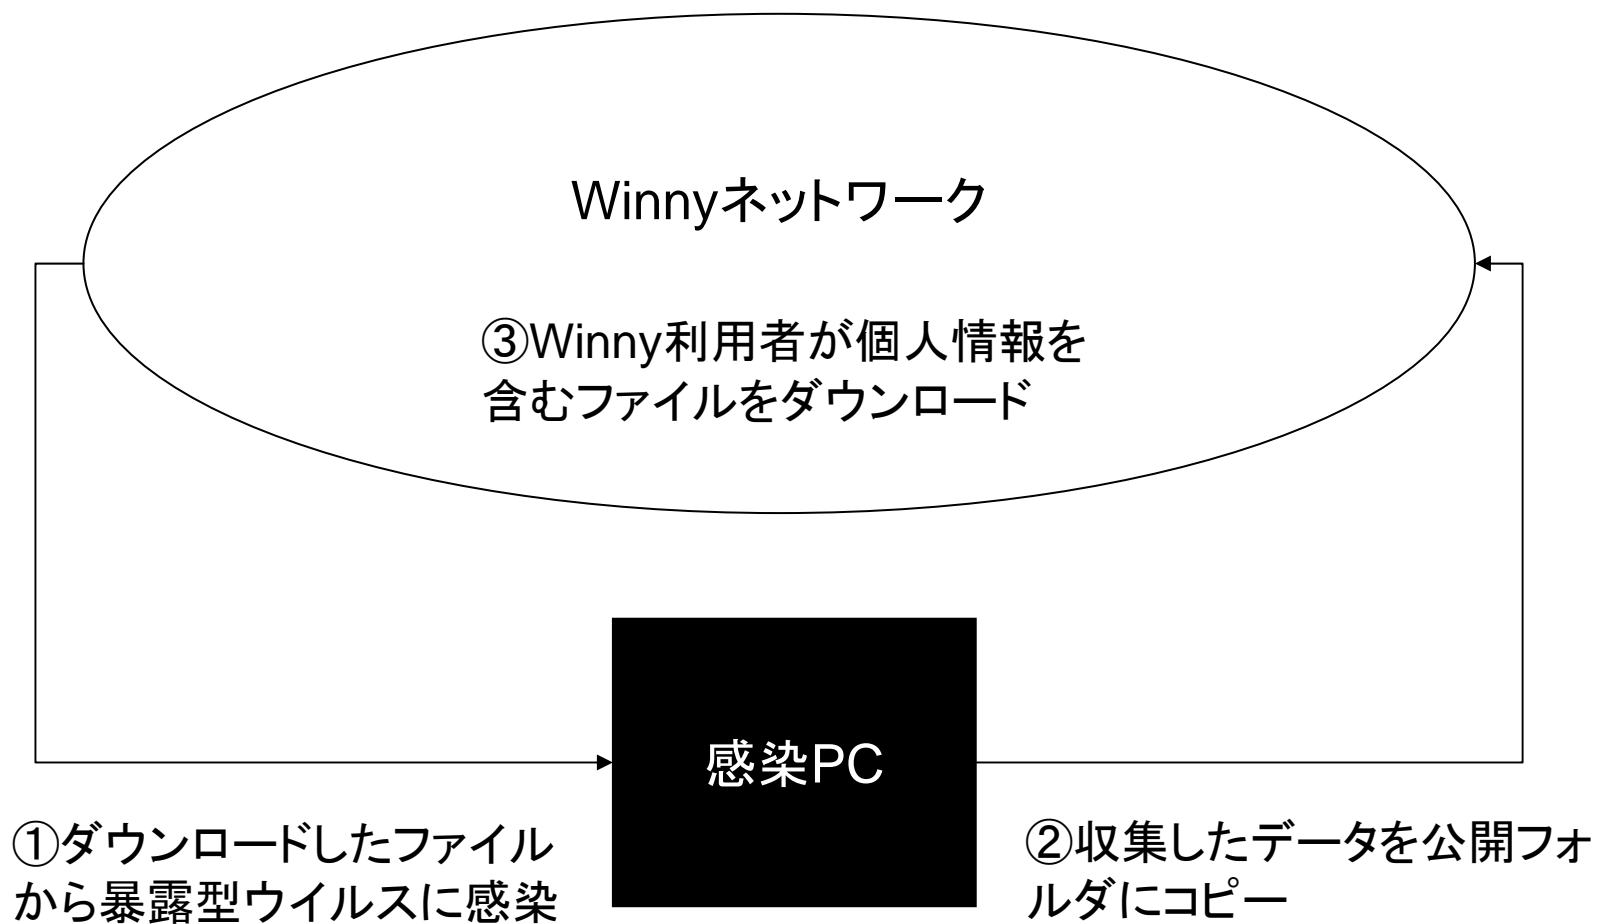 Winnyネットワーク
③Winny利用者が個人情報を
含むファイルをダウンロード
感染PC
①ダウンロードしたファイル
から暴露型ウイルスに感染
②収集したデータを公開フォ
ルダにコピー